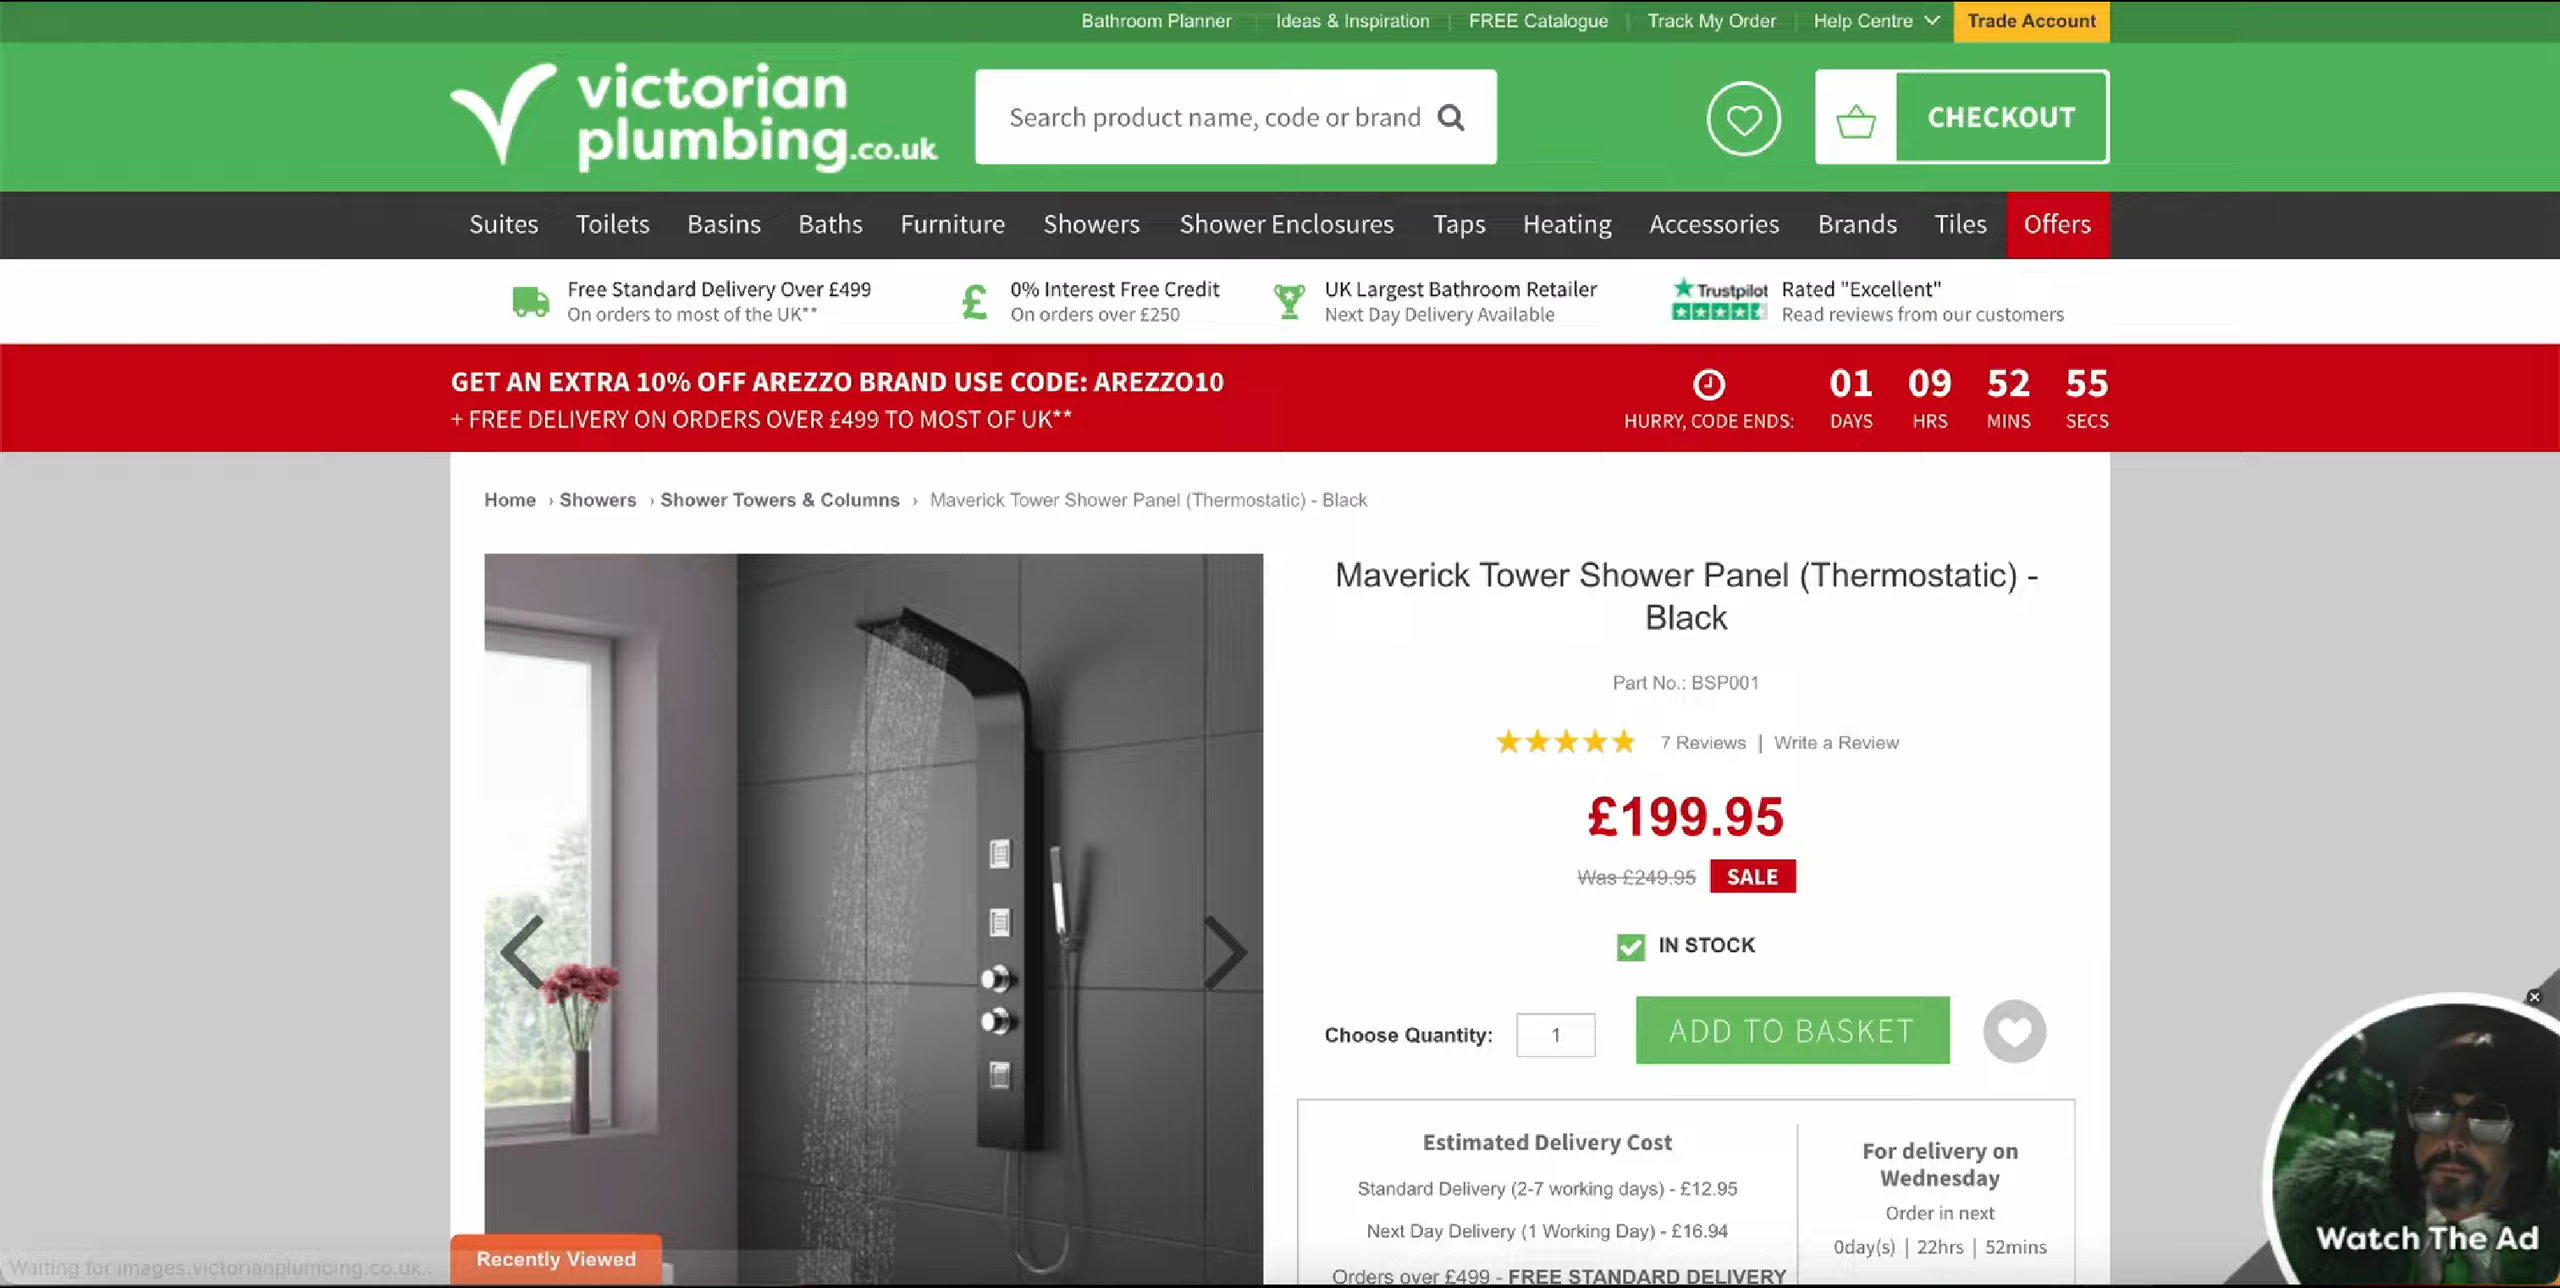 Bathroom Planner
Ideas & Inspiration
FREE Catalogue
Track My Order
Help Centre
Trade Account
victorian
plumbing.co.uk
Search product name, code or brand
CHECKOUT
Suites Toilets Basins Baths Furniture Showers Shower Enclosures Taps Heating Accessories Brands Tiles Offers
Free Standard Delivery Over £499
On orders to most of the UK**
£
0% Interest Free Credit
On orders over £250
UK Largest Bathroom Retailer
Next Day Delivery Available
Trustpilot
Rated "Excellent"
Read reviews from our customers
GET AN EXTRA 10% OFF AREZZO BRAND USE CODE: AREZZO10
+ FREE DELIVERY ON ORDERS OVER £499 TO MOST OF UK**
HURRY, CODE ENDS:
01 09 52 55
DAYS HRS MINS SECS
Home › Showers › Shower Towers & Columns › Maverick Tower Shower Panel (Thermostatic) - Black
Maverick Tower Shower Panel (Thermostatic) -
Black
Part No.: BSP001
7 Reviews | Write a Review
£199.95
Was £249.95 SALE
IN STOCK
Choose Quantity: 1 ADD TO BASKET
Estimated Delivery Cost
Standard Delivery (2-7 working days) - £12.95
Next Day Delivery (1 Working Day) - £16.94
Orders over £499 - FREE STANDARD DELIVERY
For delivery on
Wednesday
Order in next
0day(s) | 22hrs | 52mins
Watch The Ad
Recently Viewed
Waiting for images.victorianplumbing.co.uk...